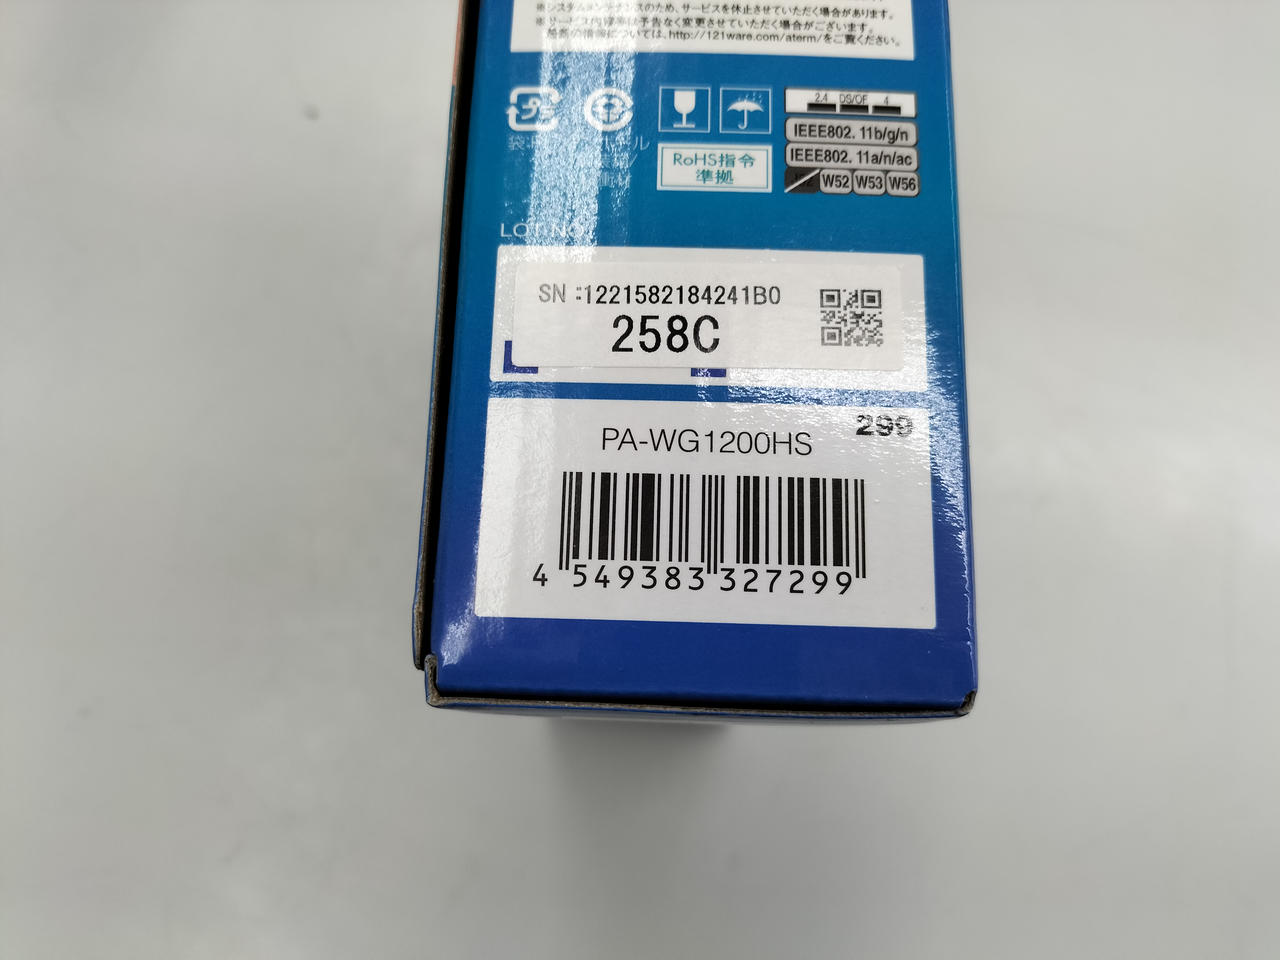 ※システムメンテナンスのため、サービスを休止させていただく場合があります。
※サービス内容等は予告なく変更させていただく場合がございます。
最新の情報については、http://121ware.com/aterm/をご覧ください。
2.4 DS/OF 4
IEEE802.11b/g/n
IEEE802.11a/n/ac
J52 W52 W53 W56
RoHS指令
準拠
LOT NO.
SN :1221582184241B0
258C
299
PA-WG1200HS
4 549383 327299